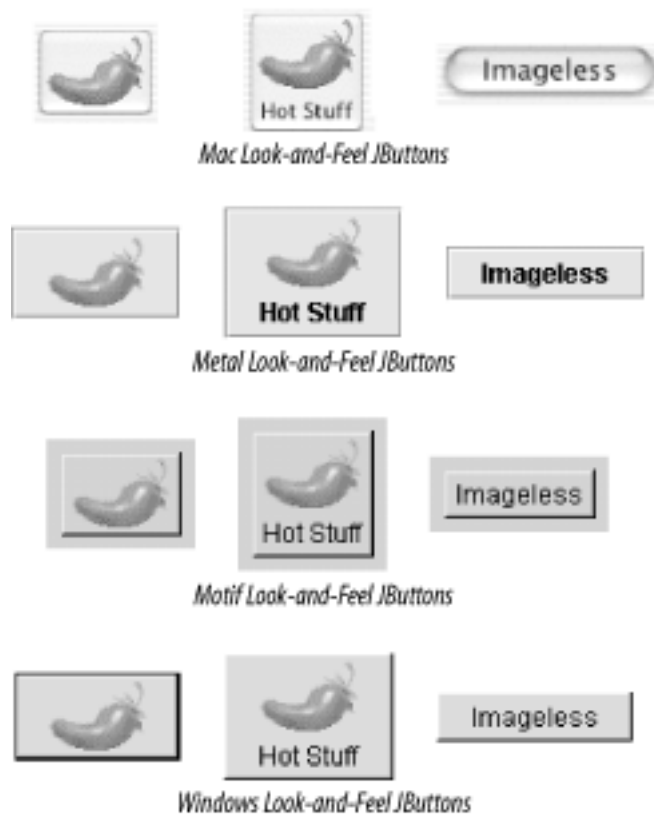 Hot Stuff
Imageless
Mac Look-and-Feel JButtons
Hot Stuff
Imageless
Metal Look-and-Feel JButtons
Hot Stuff
Imageless
Motif Look-and-Feel JButtons
Hot Stuff
Imageless
Windows Look-and-Feel JButtons